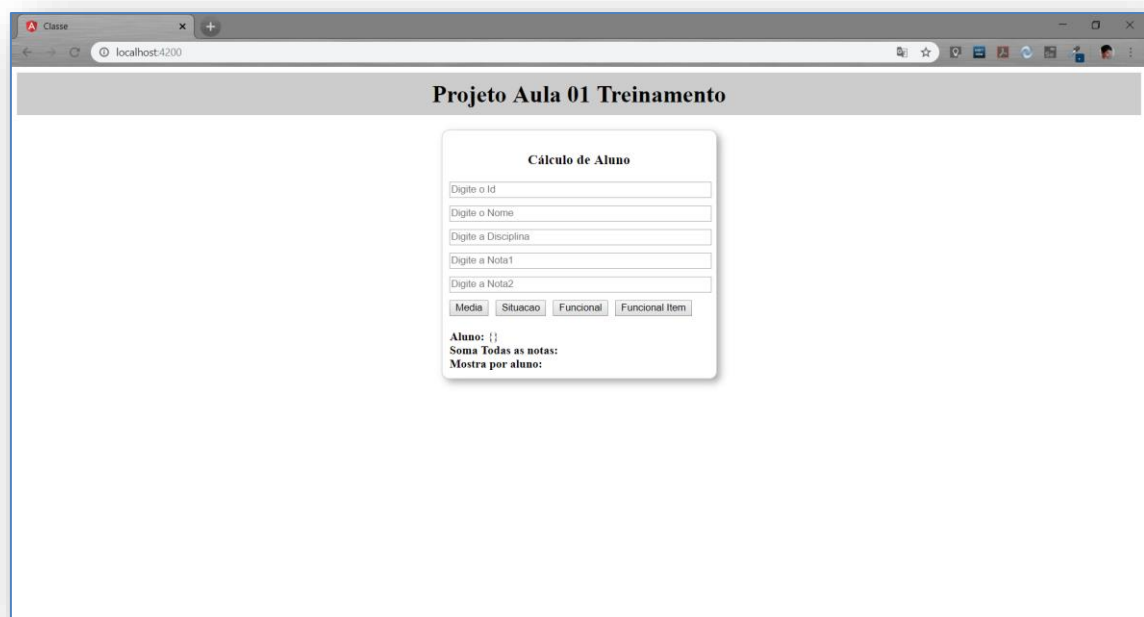 Classe
localhost:4200
Projeto Aula 01 Treinamento
Cálculo de Aluno
Digite o Id
Digite o Nome
Digite a Disciplina
Digite a Nota1
Digite a Nota2
Media Situacao Funcional Funcional Item
Aluno: {}
Soma Todas as notas:
Mostra por aluno: